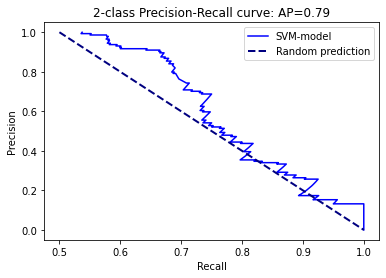 2-class Precision-Recall curve: AP=0.79
SVM-model
Random prediction
Precision
1.0
0.8
0.6
0.4
0.2
0.0
0.5 0.6 0.7 0.8 0.9 1.0
Recall